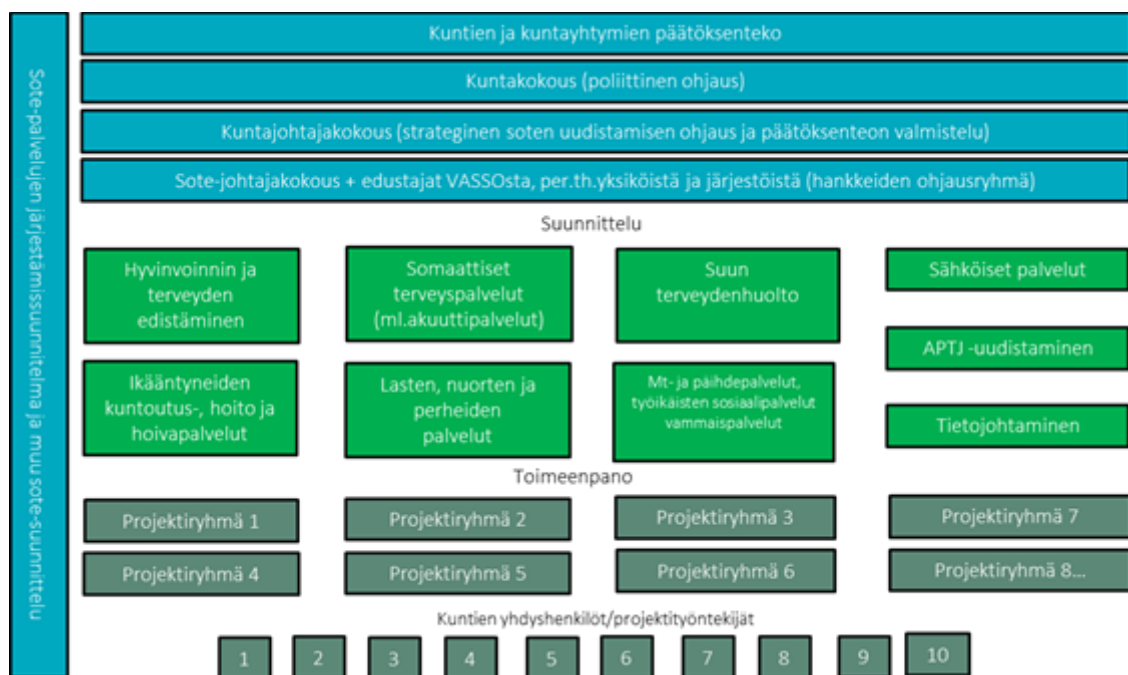 Sote-palvelujen järjestämissuunnitelma ja muu sote-suunnittelu
Kuntien ja kuntayhtymien päätöksenteko
Kuntakokous (poliittinen ohjaus)
Kuntajohtajakokous (strateginen soten uudistamisen ohjaus ja päätöksenteon valmistelu)
Sote-johtajakokous + edustajat VASSOsta, per.th.yksiköistä ja järjestöistä (hankkeiden ohjausryhmä)
Suunnittelu
Hyvinvoinnin ja
terveyden
edistäminen
Somaattiset
terveyspalvelut
(ml.akuuttipalvelut)
Suun
terveydenhuolto
Sähköiset palvelut
APTJ -uudistaminen
Ikääntyneiden
kuntoutus-, hoito ja
hoivapalvelut
Lasten, nuorten ja
perheiden
palvelut
Mt- ja päihdepalvelut,
työikäisten sosiaalipalvelut
vammaispalvelut
Tietojohtaminen
Toimeenpano
Projektiryhmä 1
Projektiryhmä 2
Projektiryhmä 3
Projektiryhmä 7
Projektiryhmä 4
Projektiryhmä 5
Projektiryhmä 6
Projektiryhmä 8...
Kuntien yhdyshenkilöt/projektityöntekijät
1
2
3
4
5
6
7
8
9
10